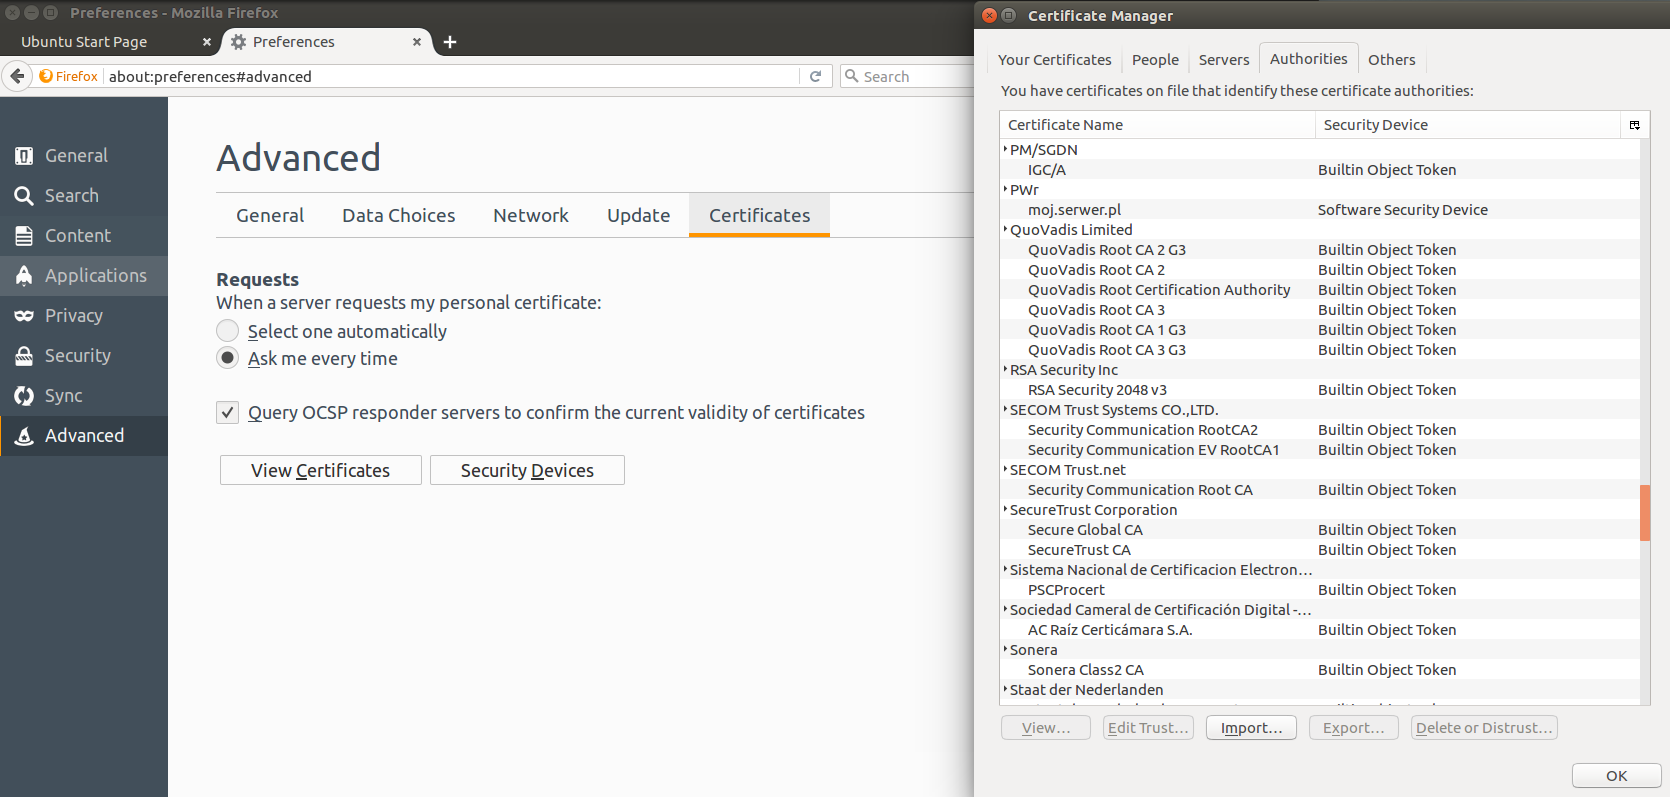 Preferences - Mozilla Firefox
Ubuntu Start Page
Preferences
Firefox
about:preferences#advanced
Search
General
Search
Content
Applications
Privacy
Security
Sync
Advanced
Advanced
General Data Choices Network Update Certificates
Requests
When a server requests my personal certificate:
Select one automatically
Ask me every time
Query OCSP responder servers to confirm the current validity of certificates
View Certificates Security Devices
Certificate Manager
Your Certificates People Servers Authorities Others
You have certificates on file that identify these certificate authorities:
Certificate Name Security Device
PM/SGDN
IGC/A Builtin Object Token
PWr
moj.serwer.pl Software Security Device
QuoVadis Limited
QuoVadis Root CA 2 G3 Builtin Object Token
QuoVadis Root CA 2 Builtin Object Token
QuoVadis Root Certification Authority Builtin Object Token
QuoVadis Root CA 3 Builtin Object Token
QuoVadis Root CA 1 G3 Builtin Object Token
QuoVadis Root CA 3 G3 Builtin Object Token
RSA Security Inc
RSA Security 2048 v3 Builtin Object Token
SECOM Trust Systems CO.,LTD.
Security Communication RootCA2 Builtin Object Token
Security Communication EV RootCA1 Builtin Object Token
SECOM Trust.net
Security Communication Root CA Builtin Object Token
SecureTrust Corporation
Secure Global CA Builtin Object Token
SecureTrust CA Builtin Object Token
Sistema Nacional de Certificacion Electron...
PSCProcert Builtin Object Token
Sociedad Cameral de Certificación Digital -...
AC Raíz Certicámara S.A. Builtin Object Token
Sonera
Sonera Class2 CA Builtin Object Token
Staat der Nederlanden
View... Edit Trust... Import... Export... Delete or Distrust...
OK